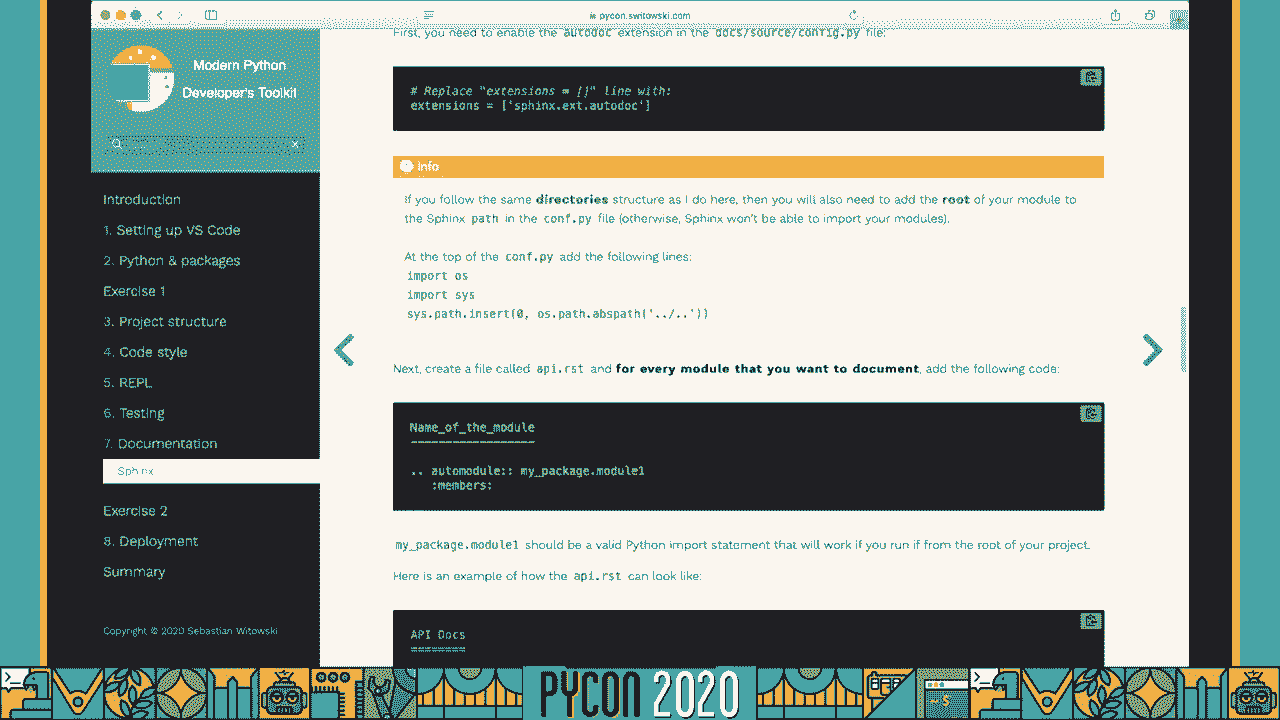 pycon.switowski.com
Modern Python
Developer's Toolkit
Introduction
1. Setting up VS Code
2. Python & packages
Exercise 1
3. Project structure
4. Code style
5. REPL
6. Testing
7. Documentation
Sphinx
Exercise 2
8. Deployment
Summary
Copyright © 2020 Sebastian Witowski
First, you need to enable the autodoc extension in the docs/source/config.py file:
# Replace "extensions = []" line with:
extensions = ['sphinx.ext.autodoc']
Info
If you follow the same directories structure as I do here, then you will also need to add the root of your module to
the Sphinx path in the conf.py file (otherwise, Sphinx won't be able to import your modules).
At the top of the conf.py add the following lines:
import os
import sys
sys.path.insert(0, os.path.abspath('../..'))
Next, create a file called api.rst and for every module that you want to document, add the following code:
Name_of_the_module
==================
.. automodule:: my_package.module1
:members:
my_package.module1 should be a valid Python import statement that will work if you run if from the root of your project.
Here is an example of how the api.rst can look like:
API Docs
========
PYCON 2020